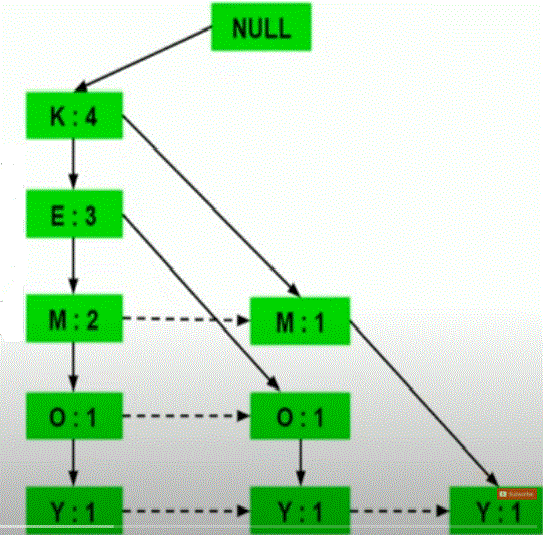 NULL
K : 4
E : 3
M : 2
M : 1
O : 1
O : 1
Y : 1
Y : 1
Y : 1